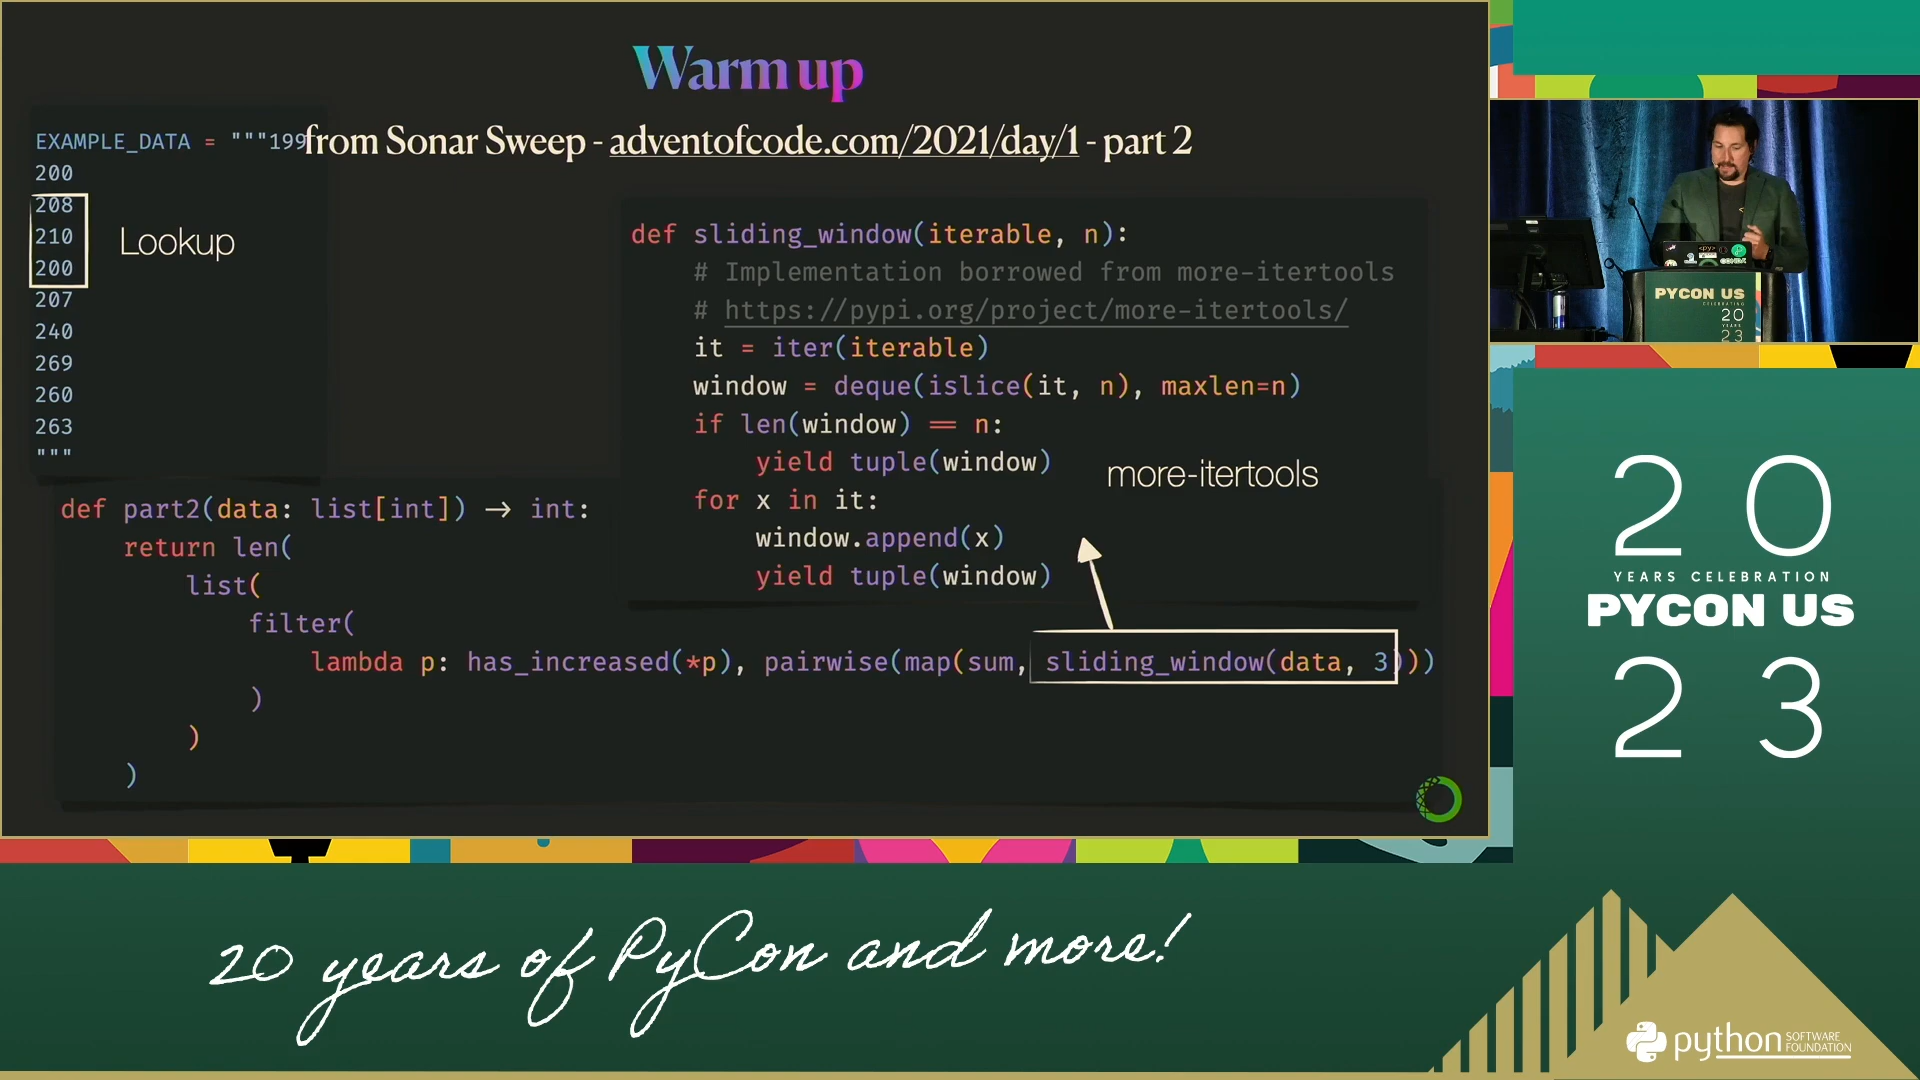 Warm up
from Sonar Sweep - adventofcode.com/2021/day/1 - part 2
EXAMPLE_DATA = """199
200
208
210
200
207
240
269
260
263
"""
Lookup
def sliding_window(iterable, n):
    # Implementation borrowed from more-itertools
    # https://pypi.org/project/more-itertools/
    it = iter(iterable)
    window = deque(islice(it, n), maxlen=n)
    if len(window) == n:
        yield tuple(window)
    for x in it:
        window.append(x)
        yield tuple(window)
more-itertools
def part2(data: list[int]) → int:
    return len(
        list(
            filter(
                lambda p: has_increased(*p), pairwise(map(sum, sliding_window(data, 3)))
            )
        )
    )
PYCON US
CELEBRATING
20
YEARS
23
20
YEARS CELEBRATION
PYCON US
23
20 years of PyCon and more!
python SOFTWARE
FOUNDATION